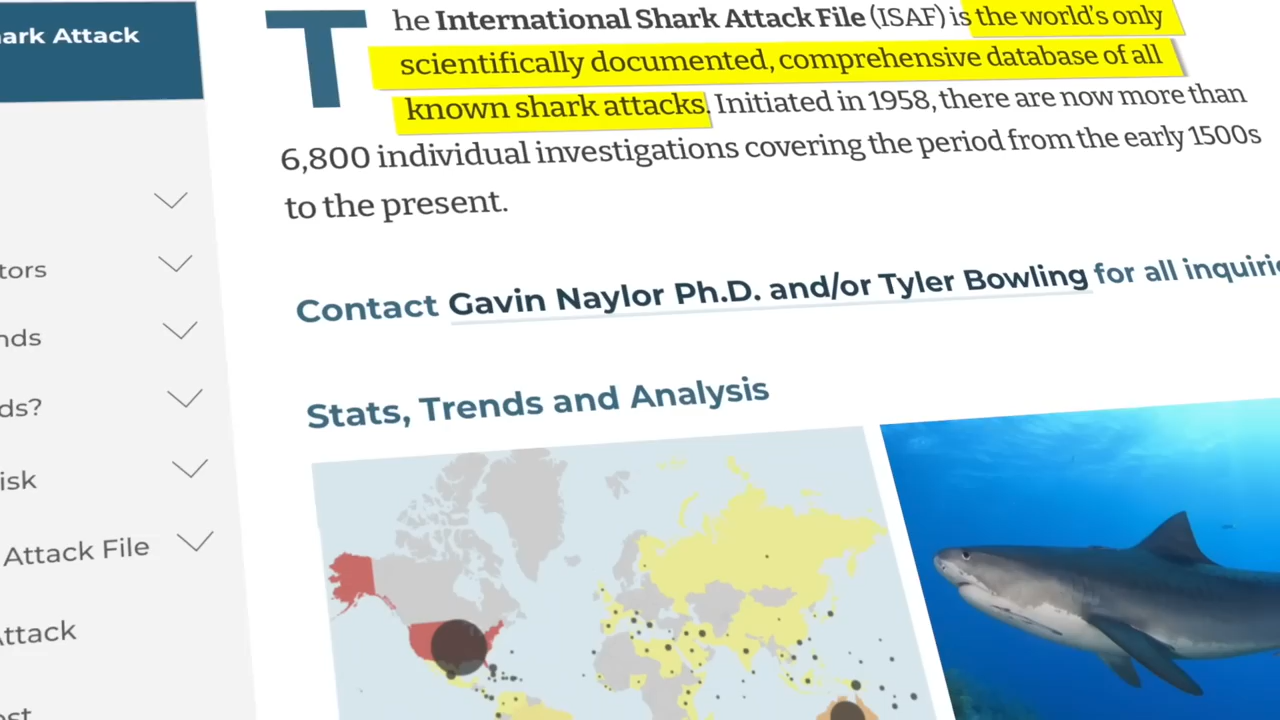 ark Attack
The International Shark Attack File (ISAF) is the world's only
scientifically documented, comprehensive database of all
known shark attacks. Initiated in 1958, there are now more than
6,800 individual investigations covering the period from the early 1500s
to the present.
tors
nds
ds?
isk
Attack File
Attack
ost
Contact Gavin Naylor Ph.D. and/or Tyler Bowling for all inquirie
Stats, Trends and Analysis